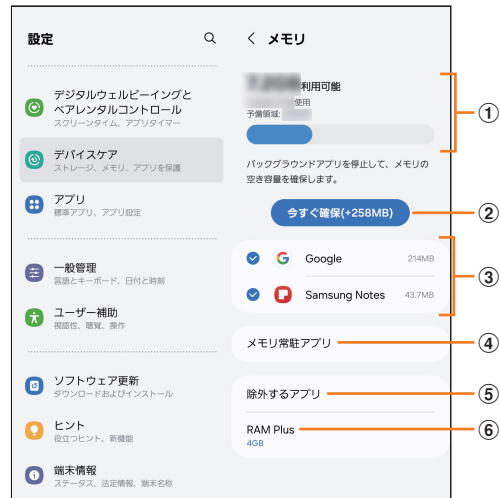 設定
デジタルウェルビーイングと
ペアレンタルコントロール
スクリーンタイム、アプリタイマー
デバイスケア
ストレージ、メモリ、アプリを保護
アプリ
標準アプリ、アプリ設定
一般管理
言語とキーボード、日付と時刻
ユーザー補助
視認性、聴覚、操作
ソフトウェア更新
ダウンロードおよびインストール
ヒント
役立つヒント、新機能
端末情報
ステータス、法定情報、端末名称
メモリ
利用可能
使用
予備領域:
①
バックグラウンドアプリを停止して、メモリの
空き容量を確保します。
今すぐ確保(+258MB) ②
Google 214MB
③
Samsung Notes 43.7MB
メモリ常駐アプリ ④
除外するアプリ ⑤
RAM Plus ⑥
4GB